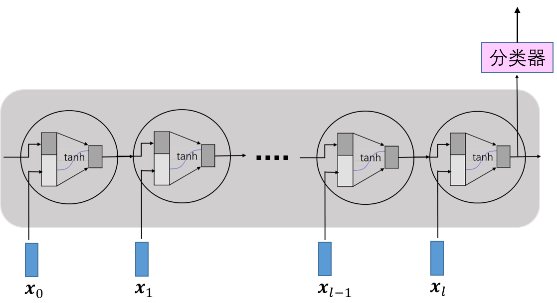 分类器
tanh
tanh
....
tanh
tanh
x₀
x₁
xₗ₋₁
xₗ